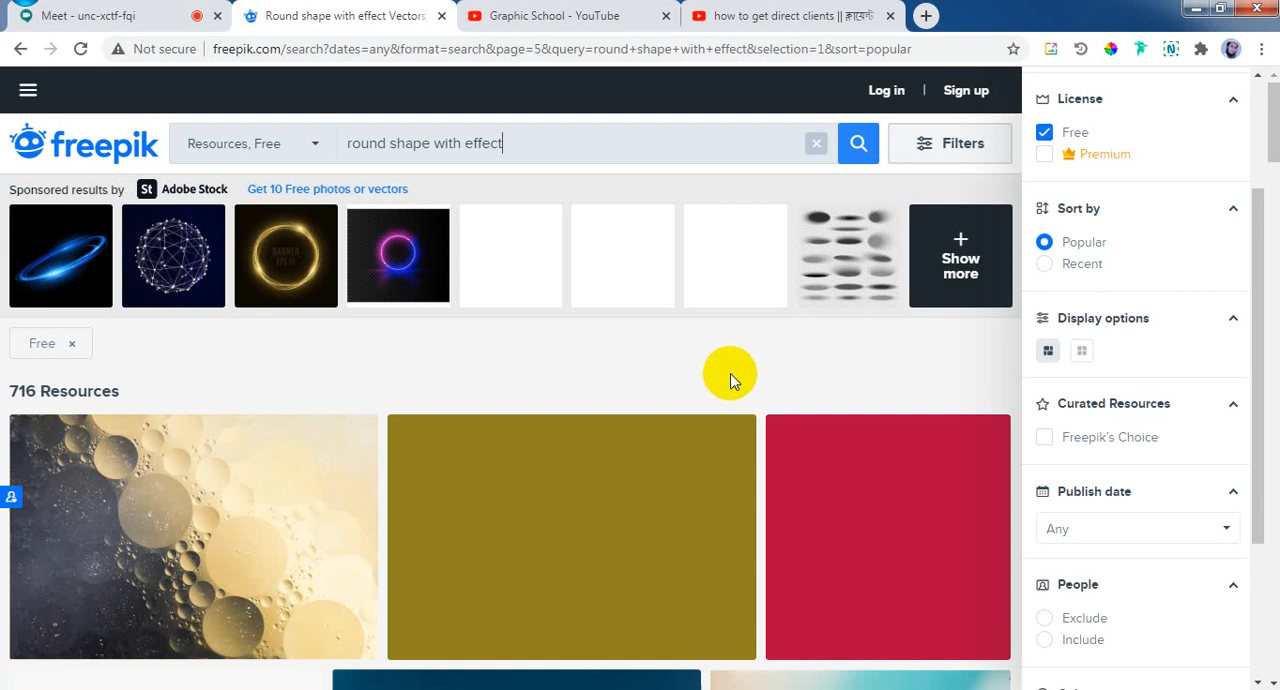 Meet - unc-xctf-fqi
Round shape with effect Vectors,
Graphic School - YouTube
how to get direct clients || ক্লায়েন্ট
Not secure
freepik.com/search?dates=any&format=search&page=5&query=round+shape+with+effect&selection=1&sort=popular
Log in | Sign up
freepik
Resources, Free
round shape with effect
Filters
Sponsored results by
St Adobe Stock
Get 10 Free photos or vectors
BANNER
Show
more
Free
716 Resources
License
Free
Premium
Sort by
Popular
Recent
Display options
Curated Resources
Freepik's Choice
Publish date
Any
People
Exclude
Include